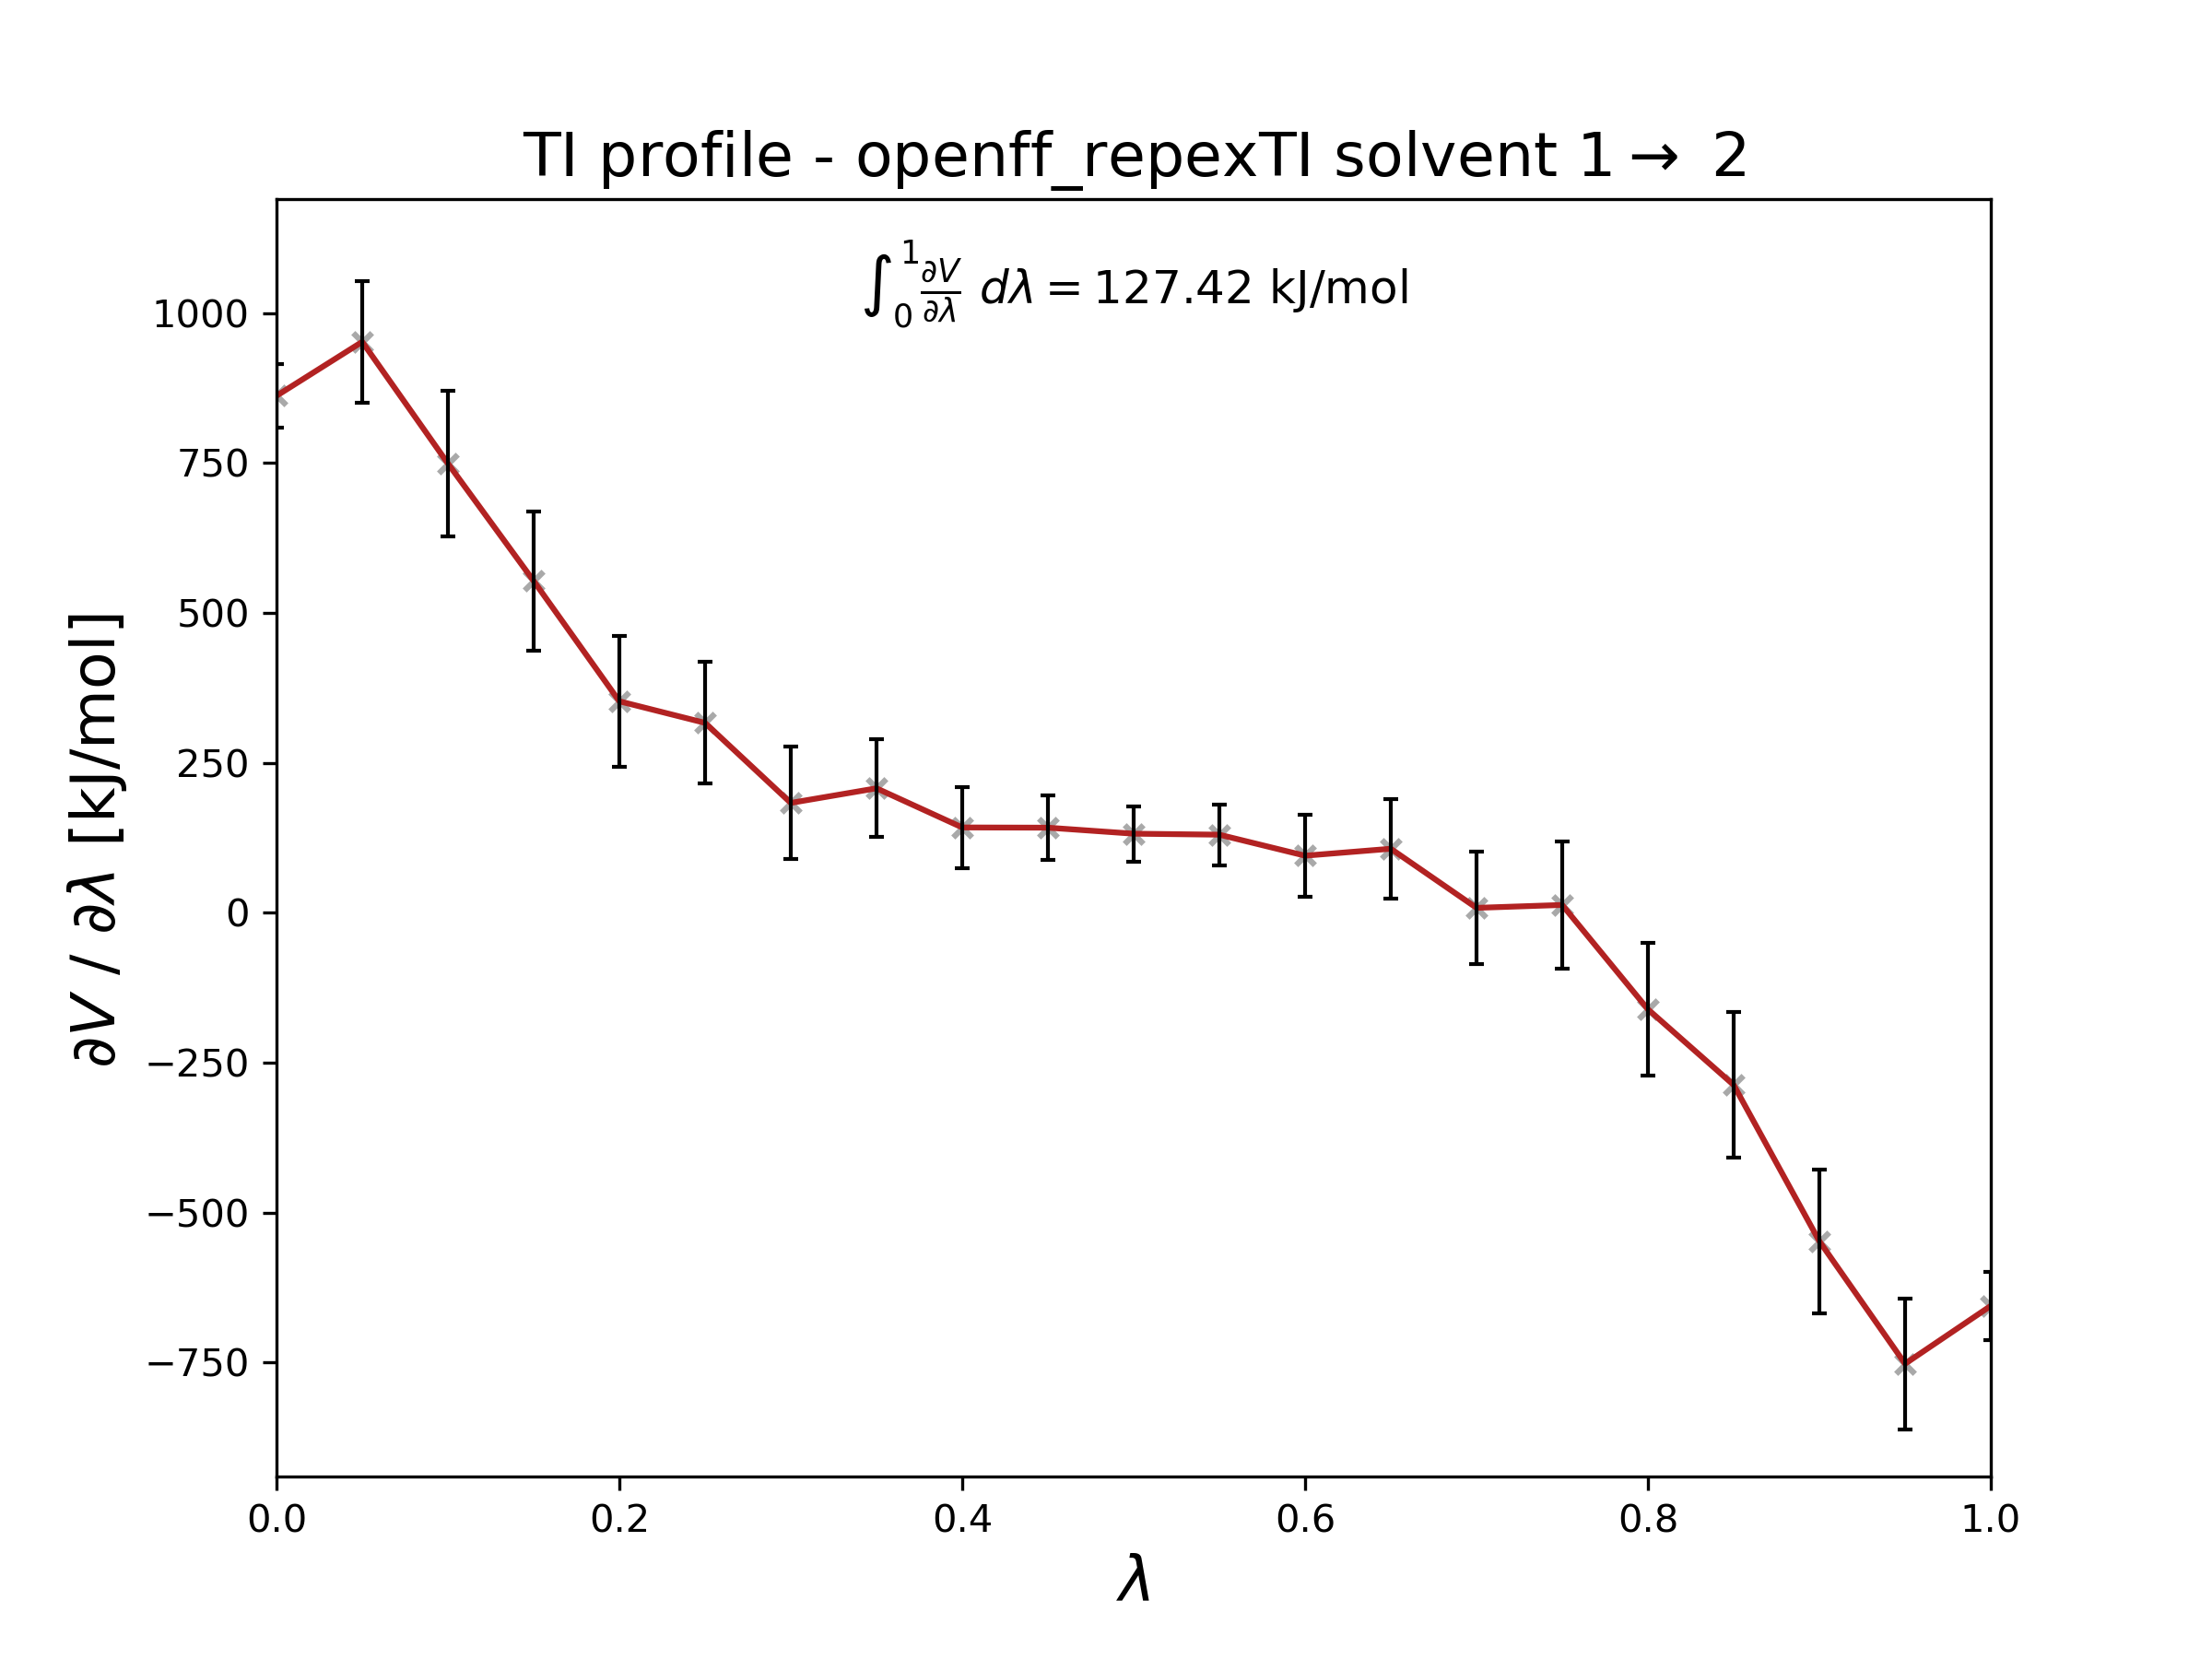 TI profile - openff_repexTI solvent 1→ 2
∫₀¹ ∂V/∂λ dλ = 127.42 kJ/mol
∂V / ∂λ [kJ/mol]
1000
750
500
250
0
−250
−500
−750
0.0 0.2 0.4 0.6 0.8 1.0
λ